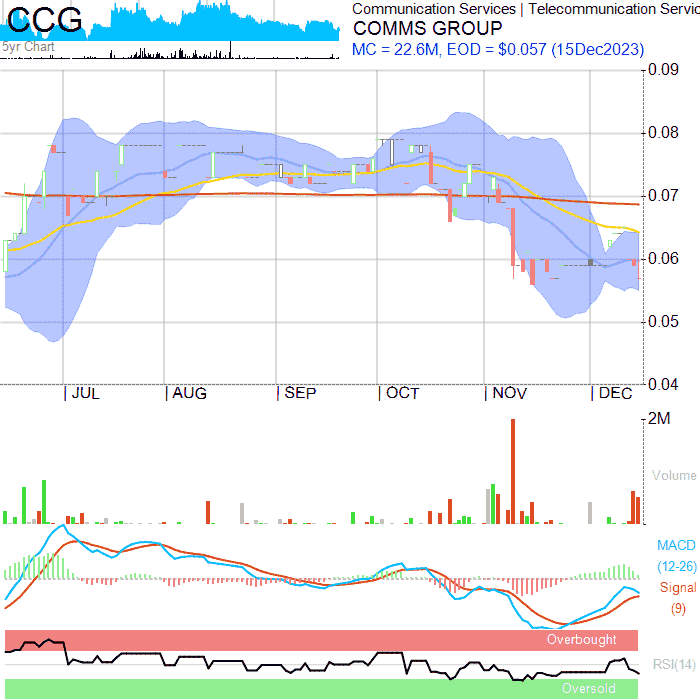 CCG
Communication Services | Telecommunication Servic
COMMS GROUP
5yr Chart
MC = 22.6M, EOD = $0.057 (15Dec2023)
0.09
0.08
0.07
0.06
0.05
0.04
JUL AUG SEP OCT NOV DEC
2M
Volume
MACD
(12-26)
Signal
(9)
Overbought
RSI(14)
Oversold